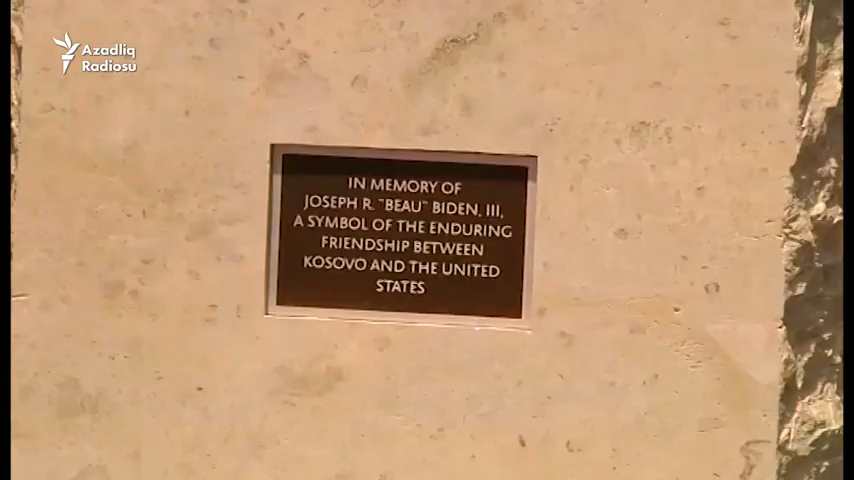 Azadlıq
Radiosu
IN MEMORY OF
JOSEPH R. "BEAU" BIDEN, III,
A SYMBOL OF THE ENDURING
FRIENDSHIP BETWEEN
KOSOVO AND THE UNITED
STATES